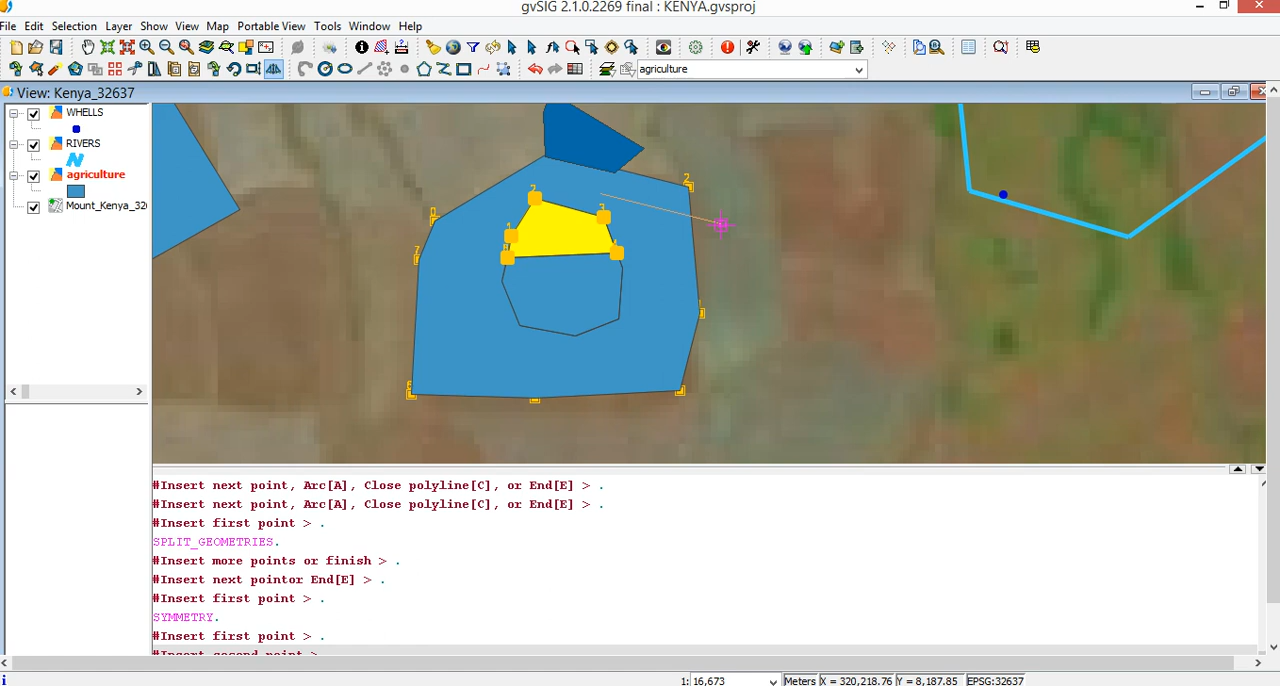 gvSIG 2.1.0.2269 final : KENYA.gvsproj
File Edit Selection Layer Show View Map Portable View Tools Window Help
agriculture
View: Kenya_32637
WHELLS
RIVERS
agriculture
Mount_Kenya_32
#Insert next point, Arc[A], Close polyline[C], or End[E] > .
#Insert next point, Arc[A], Close polyline[C], or End[E] > .
#Insert first point > .
SPLIT_GEOMETRIES.
#Insert more points or finish > .
#Insert next pointor End[E] > .
#Insert first point > .
SYMMETRY.
#Insert first point > .
#Insert second point >
1: 16,673 Meters X = 320,218.76 Y = 8,187.85 EPSG:32637